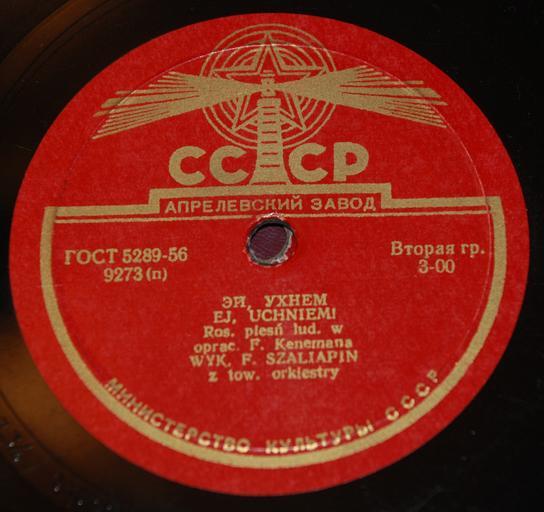 СССР
АПРЕЛЕВСКИЙ ЗАВОД
ГОСТ 5289-56
9273 (п)
Вторая гр.
3-00
ЭЙ, УХНЕМ
EJ, UCHNIEM!
Ros. pieśń lud. w
oprac. F. Kenemana
WYK. F. SZALIAPIN
z tow. orkiestry
МИНИСТЕРСТВО КУЛЬТУРЫ СССР